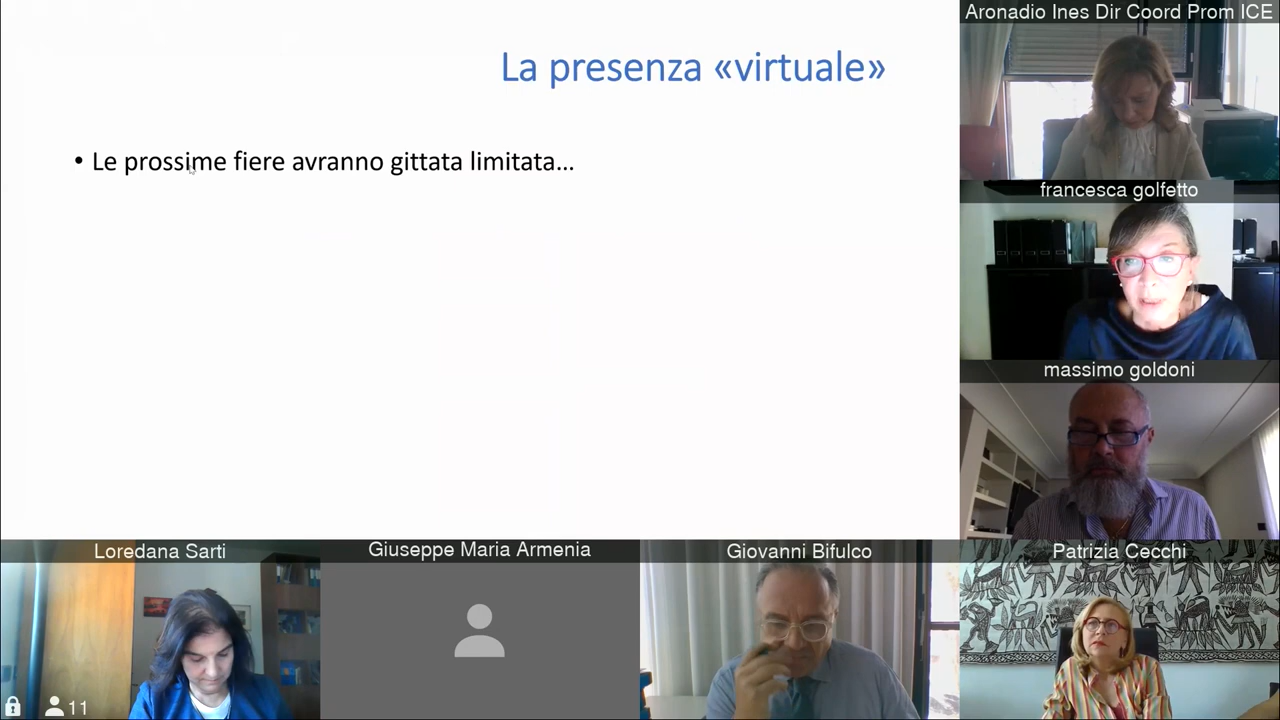 La presenza «virtuale»
• Le prossime fiere avranno gittata limitata...
Aronadio Ines Dir Coord Prom ICE
francesca golfetto
massimo goldoni
Loredana Sarti
Giuseppe Maria Armenia
Giovanni Bifulco
Patrizia Cecchi
11